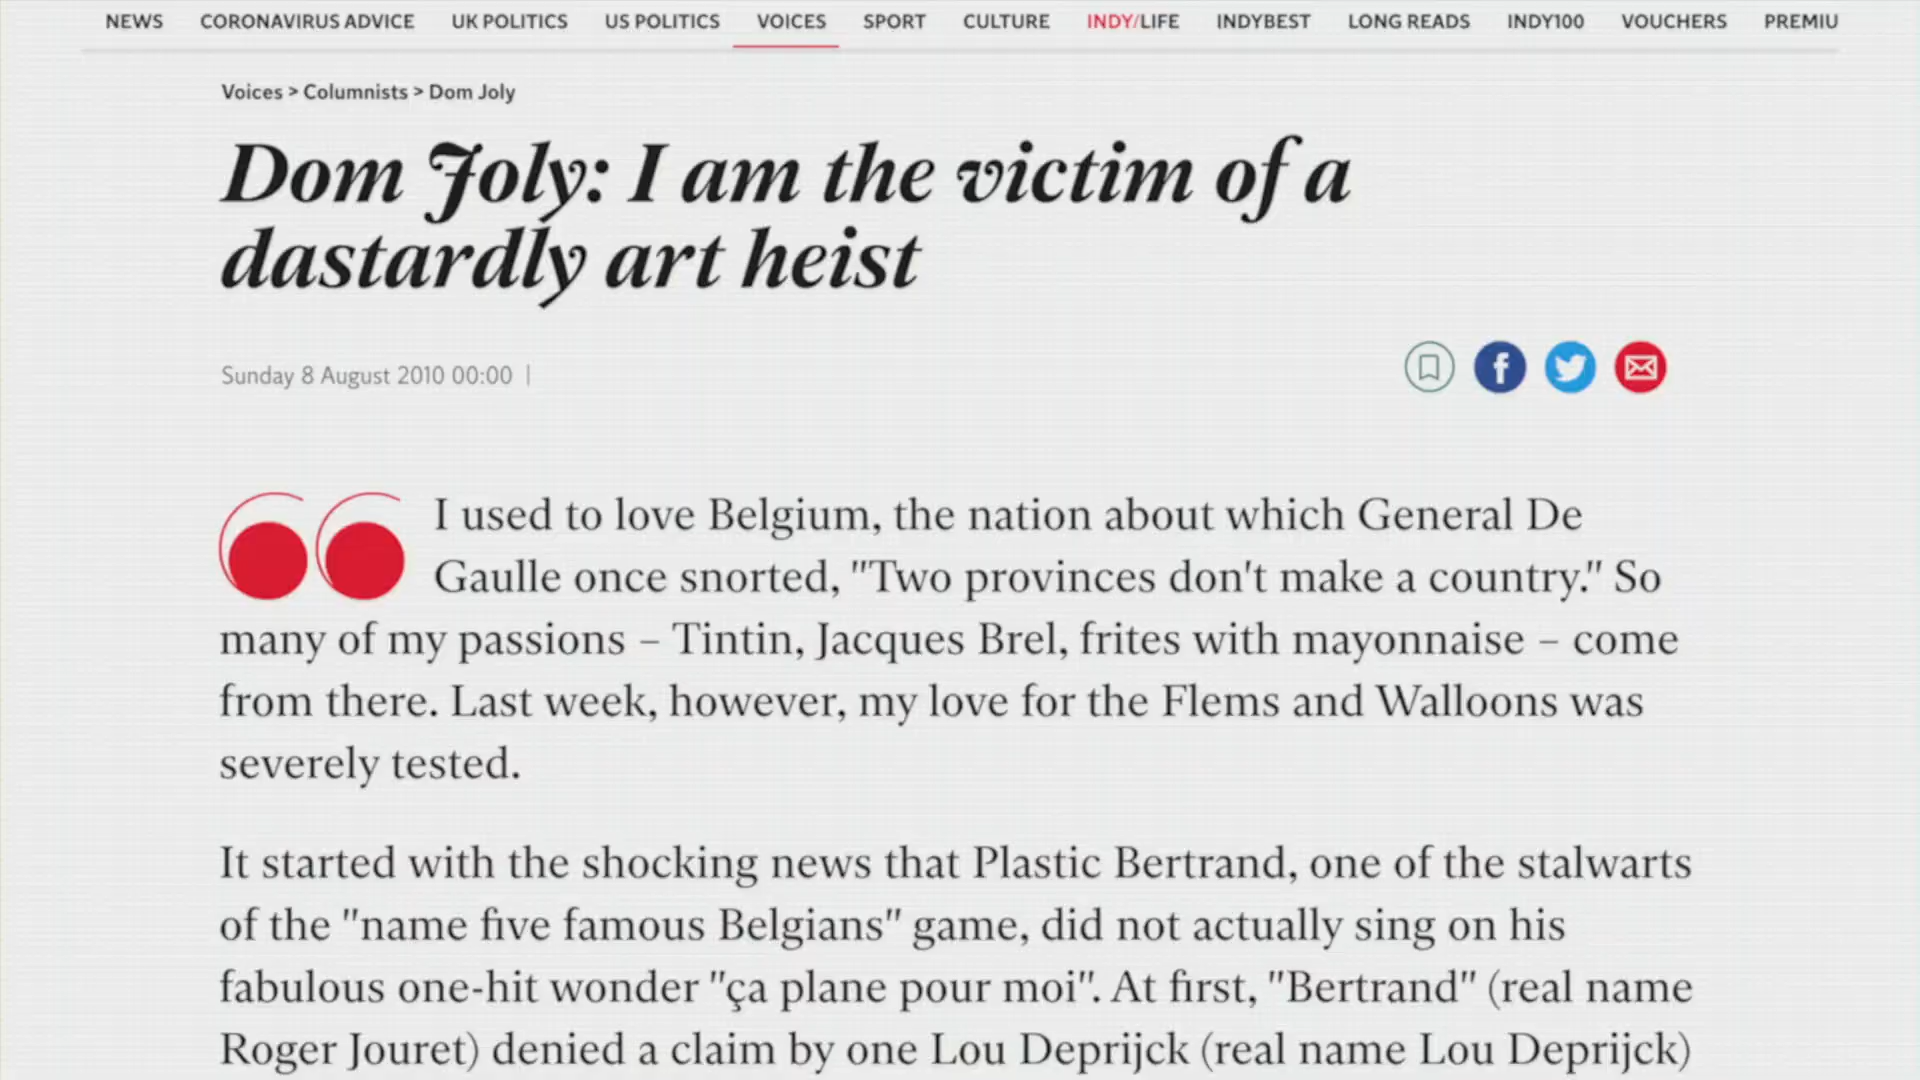 NEWS CORONAVIRUS ADVICE UK POLITICS US POLITICS VOICES SPORT CULTURE INDY/LIFE INDYBEST LONG READS INDY100 VOUCHERS PREMIU
Voices > Columnists > Dom Joly
Dom Joly: I am the victim of a
dastardly art heist
Sunday 8 August 2010 00:00 |
I used to love Belgium, the nation about which General De
Gaulle once snorted, "Two provinces don't make a country." So
many of my passions – Tintin, Jacques Brel, frites with mayonnaise – come
from there. Last week, however, my love for the Flems and Walloons was
severely tested.
It started with the shocking news that Plastic Bertrand, one of the stalwarts
of the "name five famous Belgians" game, did not actually sing on his
fabulous one-hit wonder "ça plane pour moi". At first, "Bertrand" (real name
Roger Jouret) denied a claim by one Lou Deprijck (real name Lou Deprijck)